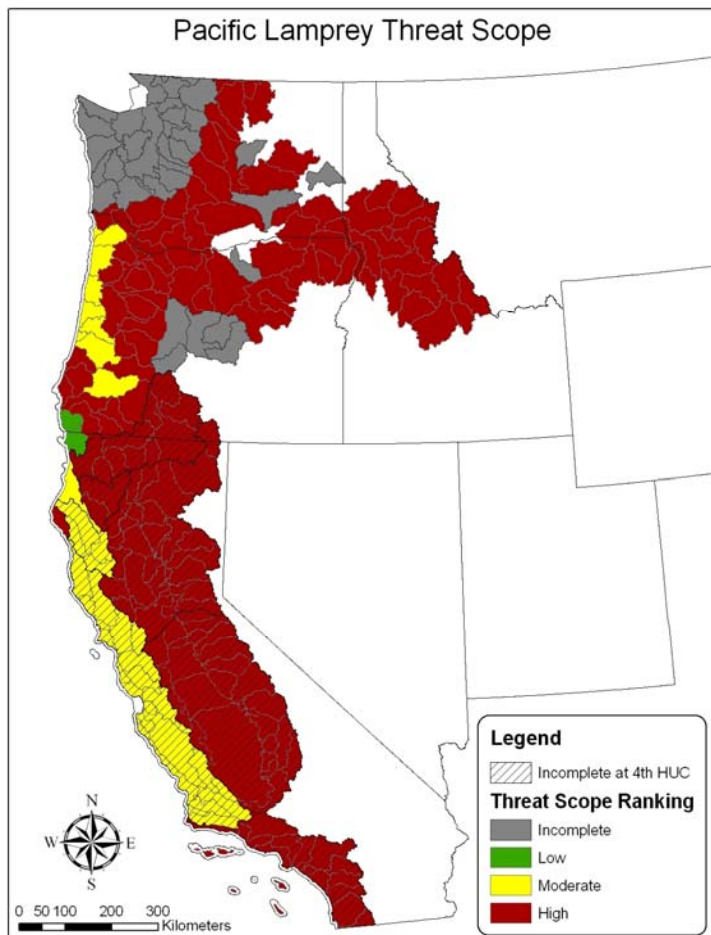 Pacific Lamprey Threat Scope
Legend
Incomplete at 4th HUC
Threat Scope Ranking
Incomplete
Low
Moderate
High
N
W E
S
0 50 100 200 300
Kilometers